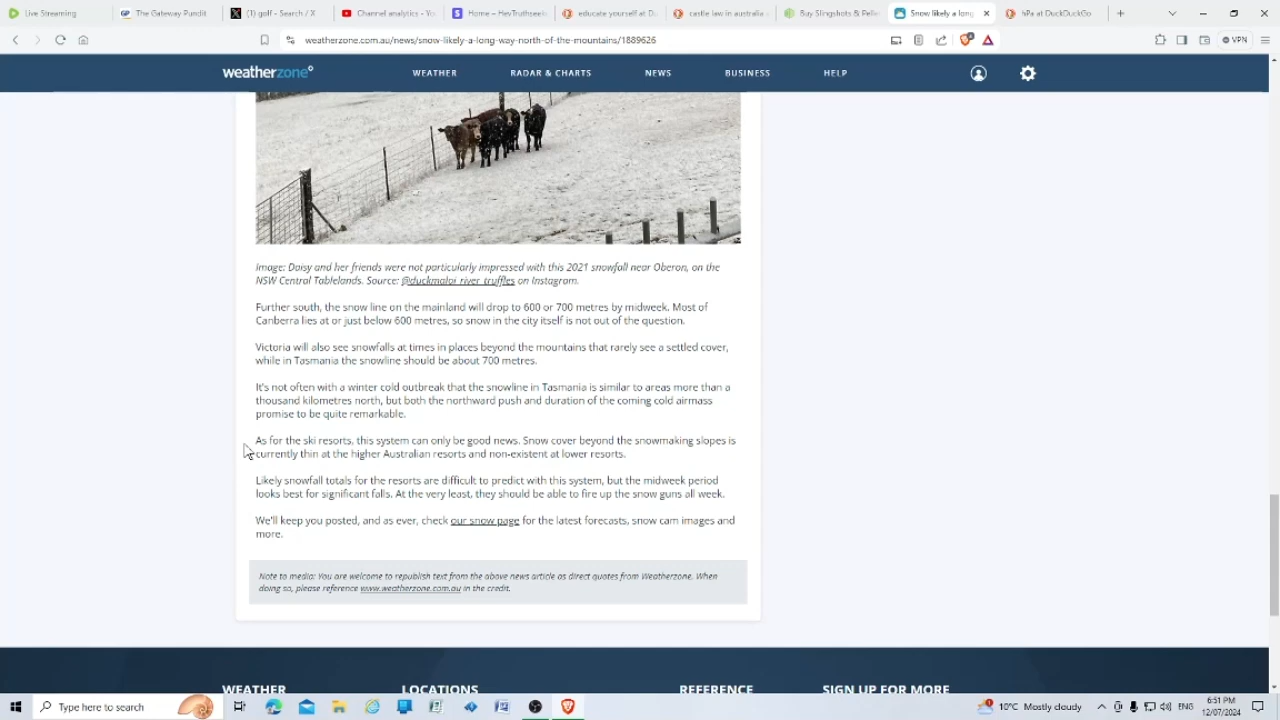 Live Streaming
The Gateway Pundit
(golf - Search / X
Channel analytics - Yo
Home – HeyTruthseek
educate yourself at Du
castle law in australia
Buy Slingshots & Pelle
Snow likely a long
hPa at DuckDuckGo
weatherzone.com.au/news/snow-likely-a-long-way-north-of-the-mountains/1889626
VPN
weatherzone°
WEATHER
RADAR & CHARTS
NEWS
BUSINESS
HELP
Image: Daisy and her friends were not particularly impressed with this 2021 snowfall near Oberon, on the
NSW Central Tablelands. Source: @duckmaloi_river_truffles on Instagram.
Further south, the snow line on the mainland will drop to 600 or 700 metres by midweek. Most of
Canberra lies at or just below 600 metres, so snow in the city itself is not out of the question.
Victoria will also see snowfalls at times in places beyond the mountains that rarely see a settled cover,
while in Tasmania the snowline should be about 700 metres.
It's not often with a winter cold outbreak that the snowline in Tasmania is similar to areas more than a
thousand kilometres north, but both the northward push and duration of the coming cold airmass
promise to be quite remarkable.
As for the ski resorts, this system can only be good news. Snow cover beyond the snowmaking slopes is
currently thin at the higher Australian resorts and non-existent at lower resorts.
Likely snowfall totals for the resorts are difficult to predict with this system, but the midweek period
looks best for significant falls. At the very least, they should be able to fire up the snow guns all week.
We'll keep you posted, and as ever, check our snow page for the latest forecasts, snow cam images and
more.
Note to media: You are welcome to republish text from the above news article as direct quotes from Weatherzone. When
doing so, please reference www.weatherzone.com.au in the credit.
WEATHER
LOCATIONS
REFERENCE
SIGN UP FOR MORE
Type here to search
10°C Mostly cloudy
ENG
6:51 PM
12/07/2024